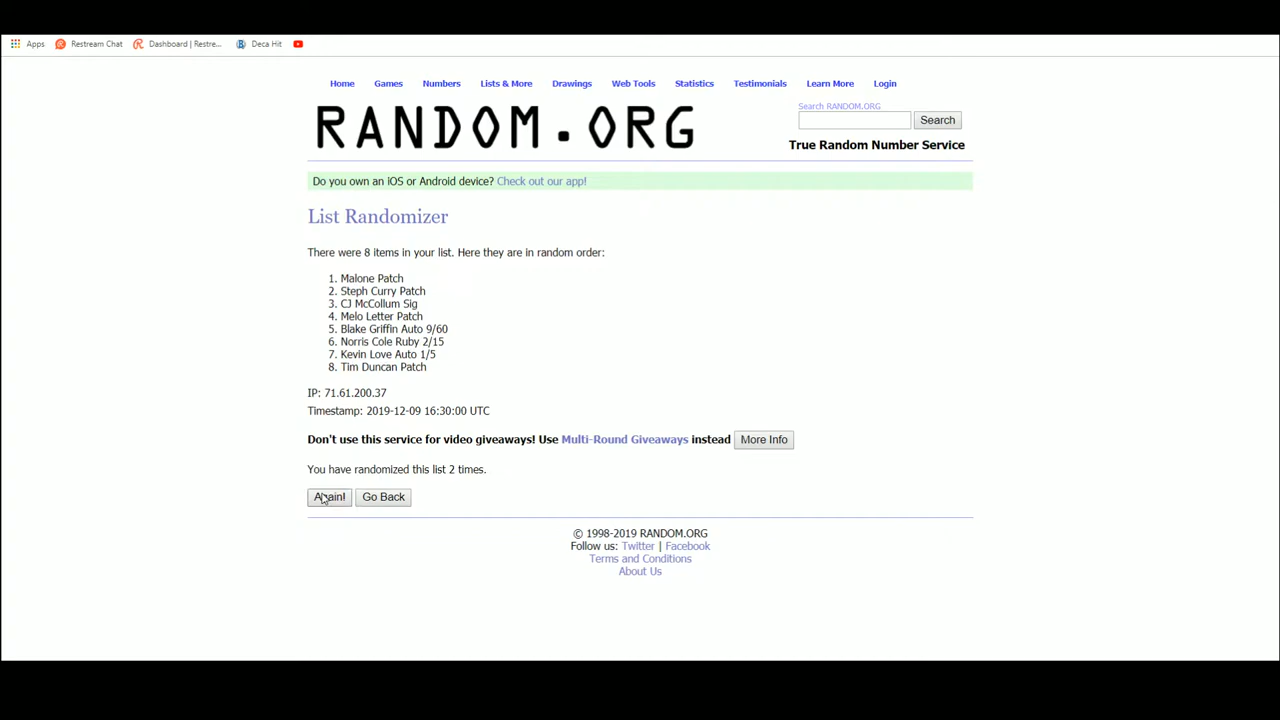 Apps Restream Chat Dashboard | Restre... Deca Hit
Home Games Numbers Lists & More Drawings Web Tools Statistics Testimonials Learn More Login
RANDOM.ORG
Search RANDOM.ORG
Search
True Random Number Service
Do you own an iOS or Android device? Check out our app!
List Randomizer
There were 8 items in your list. Here they are in random order:
1. Malone Patch
2. Steph Curry Patch
3. CJ McCollum Sig
4. Melo Letter Patch
5. Blake Griffin Auto 9/60
6. Norris Cole Ruby 2/15
7. Kevin Love Auto 1/5
8. Tim Duncan Patch
IP: 71.61.200.37
Timestamp: 2019-12-09 16:30:00 UTC
Don't use this service for video giveaways! Use Multi-Round Giveaways instead More Info
You have randomized this list 2 times.
Again! Go Back
© 1998-2019 RANDOM.ORG
Follow us: Twitter | Facebook
Terms and Conditions
About Us